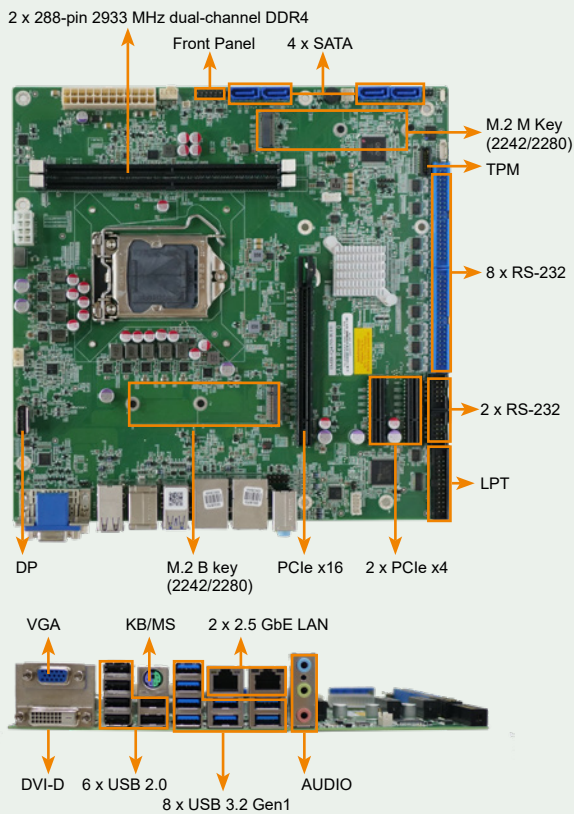 2 x 288-pin 2933 MHz dual-channel DDR4
Front Panel
4 x SATA
M.2 M Key
(2242/2280)
TPM
8 x RS-232
2 x RS-232
LPT
DP
M.2 B key
(2242/2280)
PCIe x16
2 x PCIe x4
VGA
KB/MS
2 x 2.5 GbE LAN
DVI-D
6 x USB 2.0
8 x USB 3.2 Gen1
AUDIO